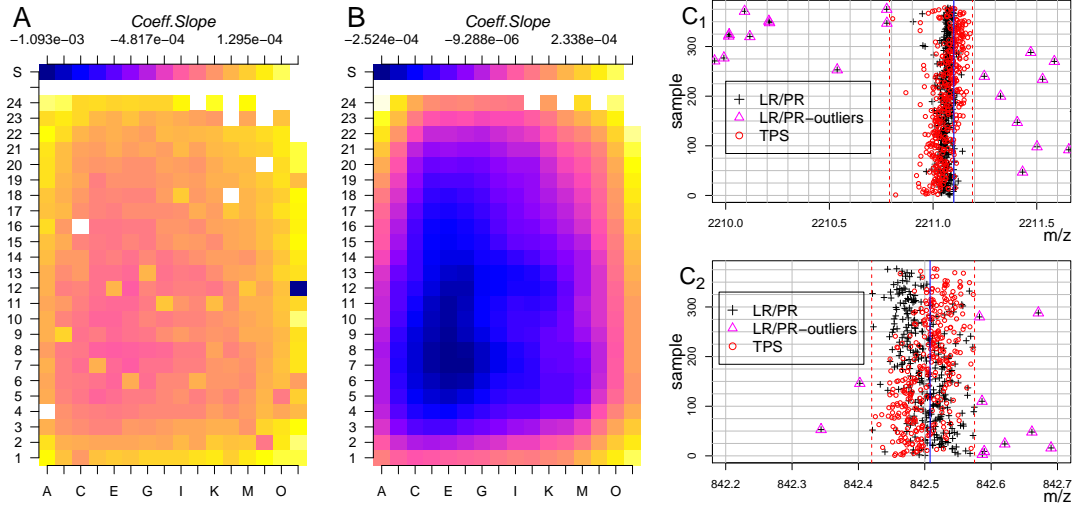 A
Coeff.Slope
−1.093e−03 −4.817e−04 1.295e−04
S
24
23
22
21
20
19
18
17
16
15
14
13
12
11
10
9
8
7
6
5
4
3
2
1
A C E G I K M O
B
Coeff.Slope
−2.524e−04 −9.288e−06 2.338e−04
S
24
23
22
21
20
19
18
17
16
15
14
13
12
11
10
9
8
7
6
5
4
3
2
1
A C E G I K M O
C1
sample
0 100 200 300
LR/PR
LR/PR−outliers
TPS
2210.0 2210.5 2211.0 2211.5
m/z
C2
sample
0 100 200 300
LR/PR
LR/PR−outliers
TPS
842.2 842.3 842.4 842.5 842.6 842.7
m/z